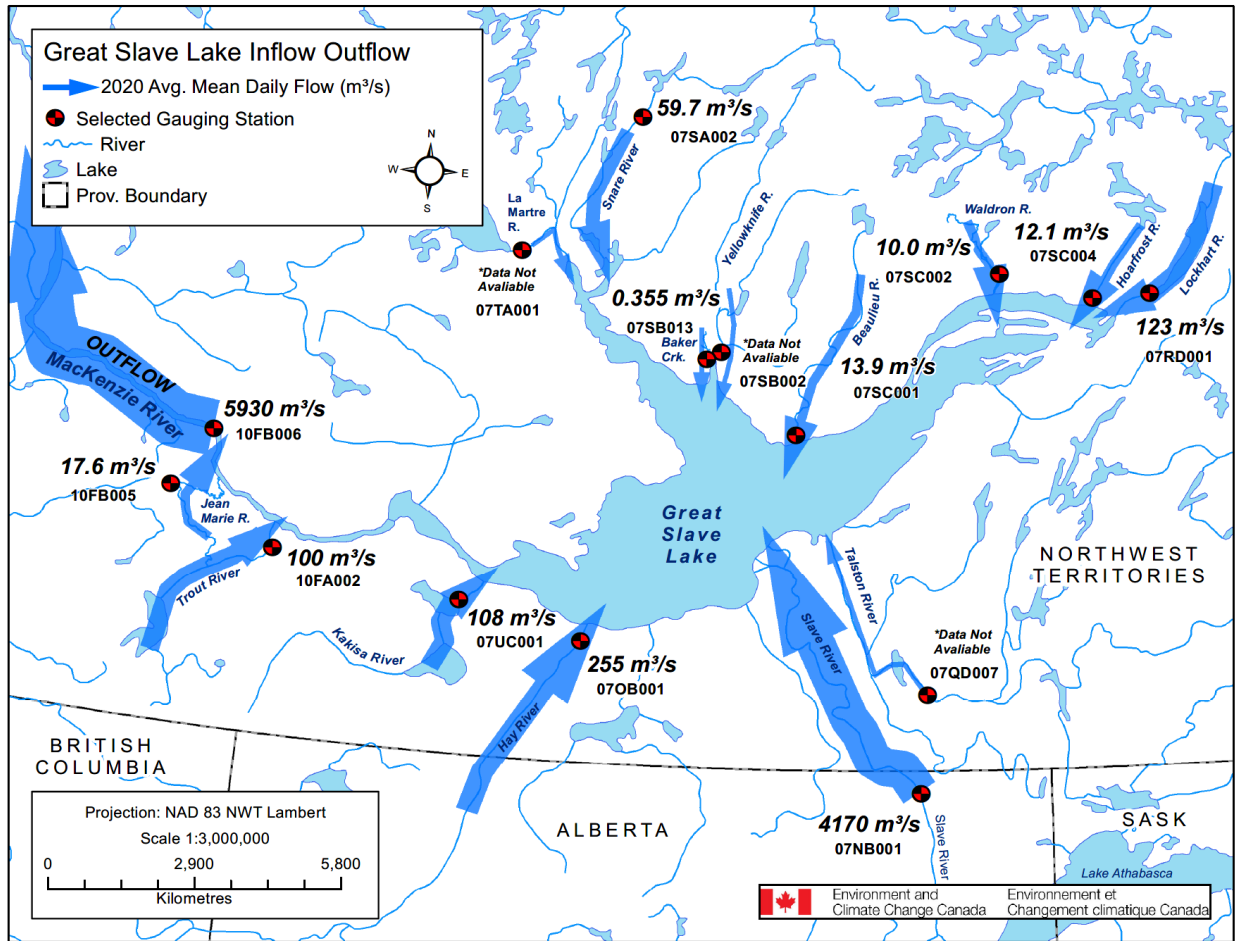 Great Slave Lake Inflow Outflow
2020 Avg. Mean Daily Flow (m³/s)
Selected Gauging Station
River
Lake
Prov. Boundary
N
W
E
S
59.7 m³/s
07SA002
Snare River
La
Martre
R.
*Data Not
Avaliable
07TA001
Yellowknife R.
0.355 m³/s
07SB013
Baker
Crk.
*Data Not
Avaliable
07SB002
Beaulieu R.
13.9 m³/s
07SC001
Waldron R.
10.0 m³/s
07SC002
12.1 m³/s
07SC004
Hoarfrost R.
Lockhart R.
123 m³/s
07RD001
OUTFLOW
MacKenzie River
5930 m³/s
10FB006
17.6 m³/s
10FB005
Jean
Marie R.
100 m³/s
10FA002
Trout River
Great
Slave
Lake
108 m³/s
07UC001
Kakisa River
255 m³/s
07OB001
Hay River
Slave River
Talston River
*Data Not
Avaliable
07QD007
NORTHWEST
TERRITORIES
BRITISH
COLUMBIA
ALBERTA
4170 m³/s
07NB001
Slave River
SASK
Lake Athabasca
Projection: NAD 83 NWT Lambert
Scale 1:3,000,000
0 2,900 5,800
Kilometres
Environment and
Climate Change Canada
Environnement et
Changement climatique Canada